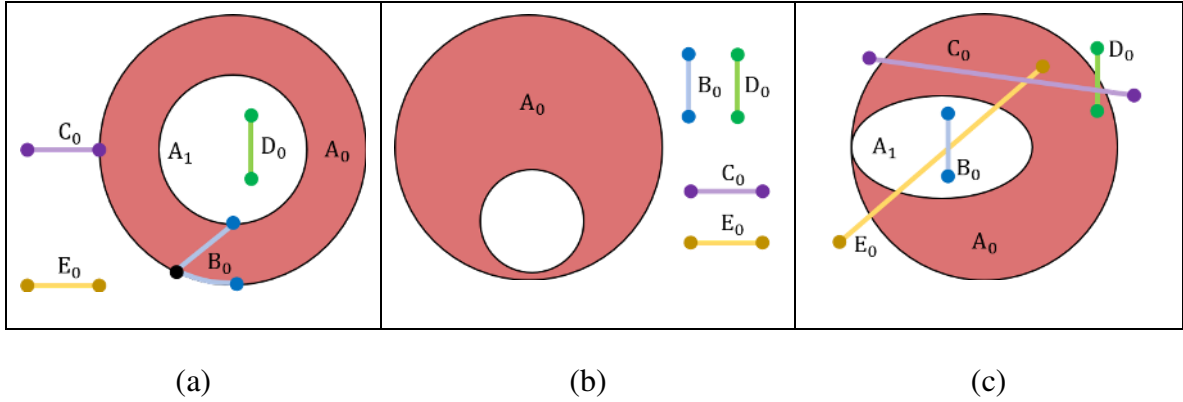 C₀
A₁
D₀
A₀
B₀
E₀
A₀
B₀
D₀
C₀
E₀
C₀
D₀
A₁
B₀
E₀
A₀
(a)
(b)
(c)